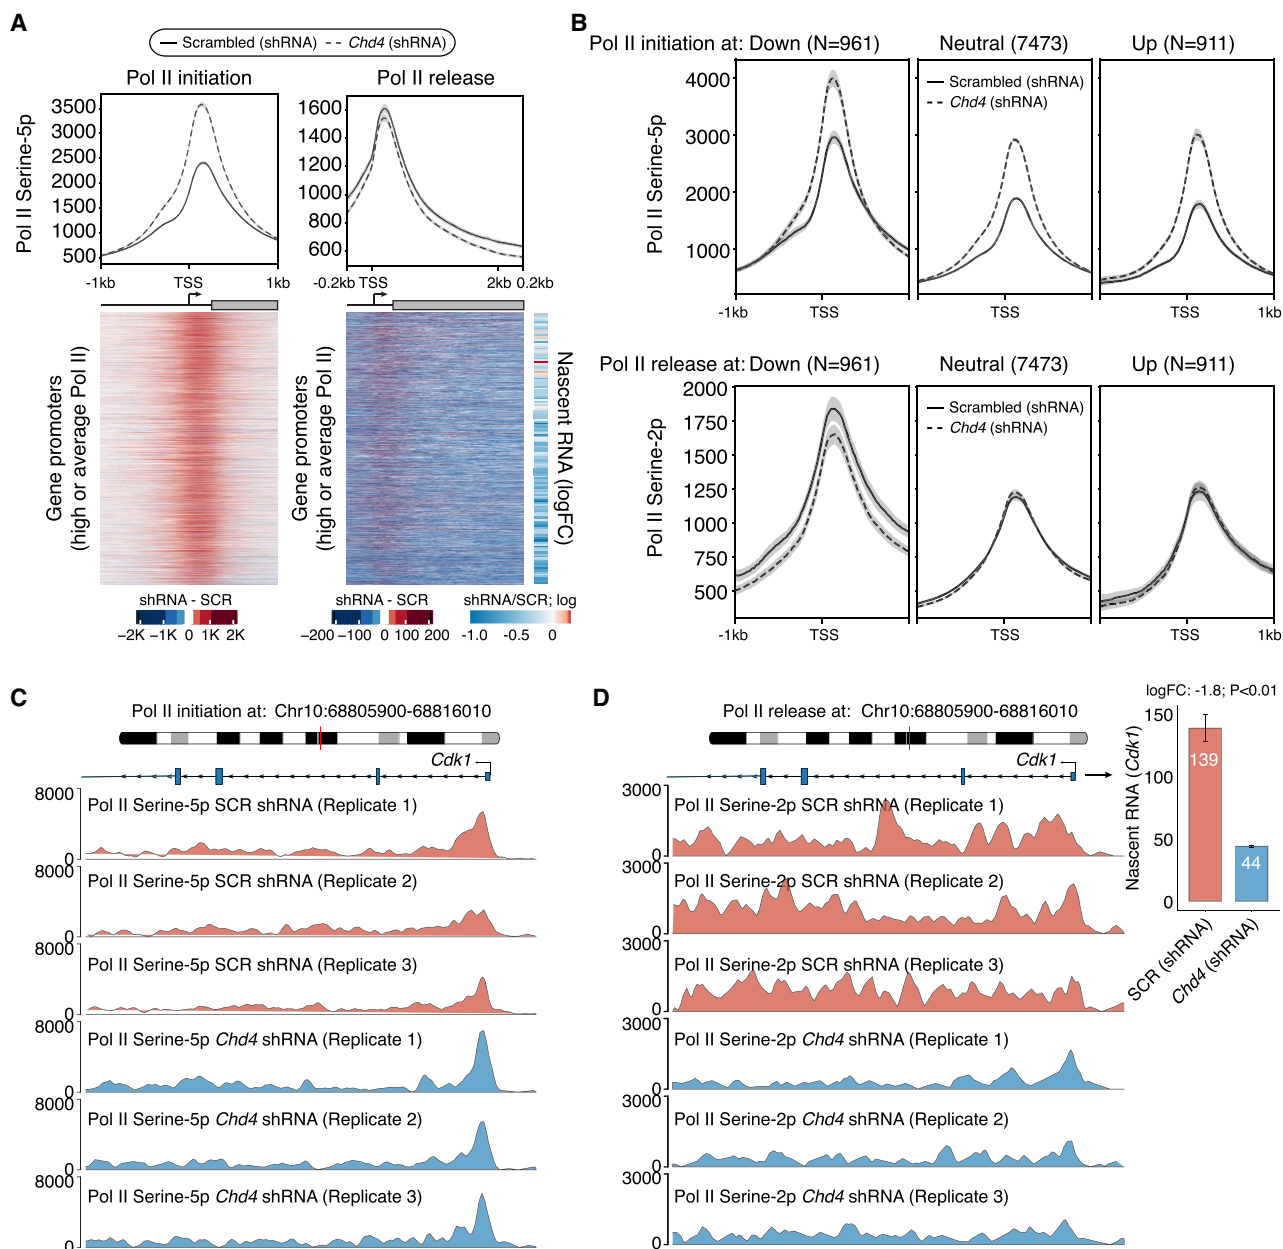 A
Scrambled (shRNA) Chd4 (shRNA)
Pol II initiation
Pol II release
Pol II Serine-5p
3500
3000
2500
2000
1500
1000
500
-1kb TSS 1kb
1600
1400
1200
1000
800
600
-0.2kb TSS 2kb 0.2kb
Gene promoters
(high or average Pol II)
Gene promoters
(high or average Pol II)
Nascent RNA (logFC)
shRNA - SCR
−2K −1K 0 1K 2K
shRNA - SCR
−200 −100 0 100 200
shRNA/SCR; log
-1.0 -0.5 0
B
Pol II initiation at: Down (N=961) Neutral (7473) Up (N=911)
Pol II Serine-5p
4000
3000
2000
1000
Scrambled (shRNA)
Chd4 (shRNA)
-1kb TSS TSS TSS 1kb
Pol II release at: Down (N=961) Neutral (7473) Up (N=911)
Pol II Serine-2p
2000
1750
1500
1250
1000
750
500
Scrambled (shRNA)
Chd4 (shRNA)
-1kb TSS TSS TSS 1kb
C
Pol II initiation at: Chr10:68805900-68816010
Cdk1
8000
Pol II Serine-5p SCR shRNA (Replicate 1)
0
8000
Pol II Serine-5p SCR shRNA (Replicate 2)
0
8000
Pol II Serine-5p SCR shRNA (Replicate 3)
0
8000
Pol II Serine-5p Chd4 shRNA (Replicate 1)
0
8000
Pol II Serine-5p Chd4 shRNA (Replicate 2)
0
8000
Pol II Serine-5p Chd4 shRNA (Replicate 3)
0
D
Pol II release at: Chr10:68805900-68816010
Cdk1
3000
Pol II Serine-2p SCR shRNA (Replicate 1)
0
3000
Pol II Serine-2p SCR shRNA (Replicate 2)
0
3000
Pol II Serine-2p SCR shRNA (Replicate 3)
0
3000
Pol II Serine-2p Chd4 shRNA (Replicate 1)
0
3000
Pol II Serine-2p Chd4 shRNA (Replicate 2)
0
3000
Pol II Serine-2p Chd4 shRNA (Replicate 3)
0
logFC: -1.8; P<0.01
Nascent RNA (Cdk1)
150
100
50
0
139
44
SCR (shRNA)
Chd4 (shRNA)